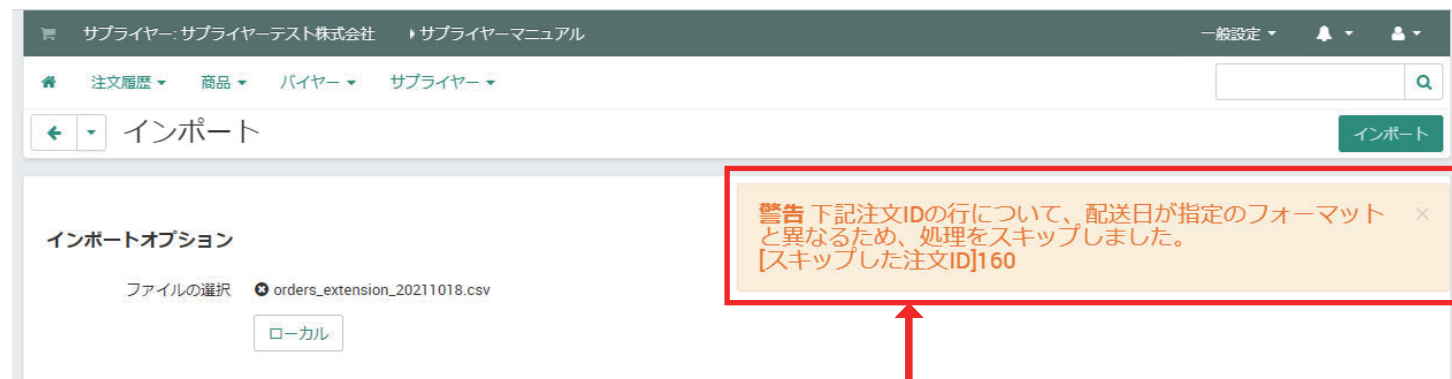 サプライヤー: サプライヤーテスト株式会社 サプライヤーマニュアル 一般設定
注文履歴 商品 バイヤー サプライヤー
インポート インポート
警告 下記注文IDの行について、配送日が指定のフォーマット
と異なるため、処理をスキップしました。
[スキップした注文ID]160
インポートオプション
ファイルの選択 orders_extension_20211018.csv
ローカル